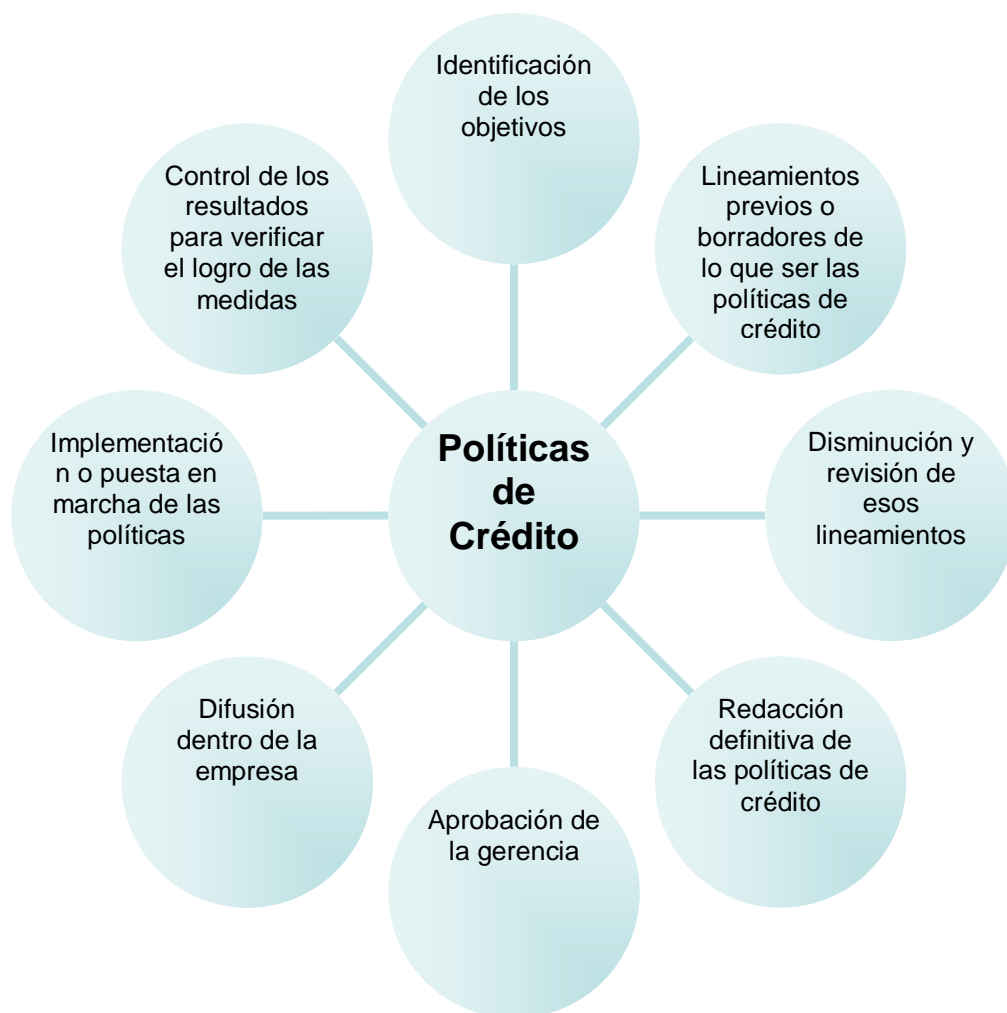 Identificación
de los
objetivos
Lineamientos
previos o
borradores de
lo que ser las
políticas de
crédito
Disminución y
revisión de
esos
lineamientos
Redacción
definitiva de
las políticas de
crédito
Aprobación de
la gerencia
Difusión
dentro de la
empresa
Implementació
n o puesta en
marcha de las
políticas
Control de los
resultados
para verificar
el logro de las
medidas
Políticas
de
Crédito